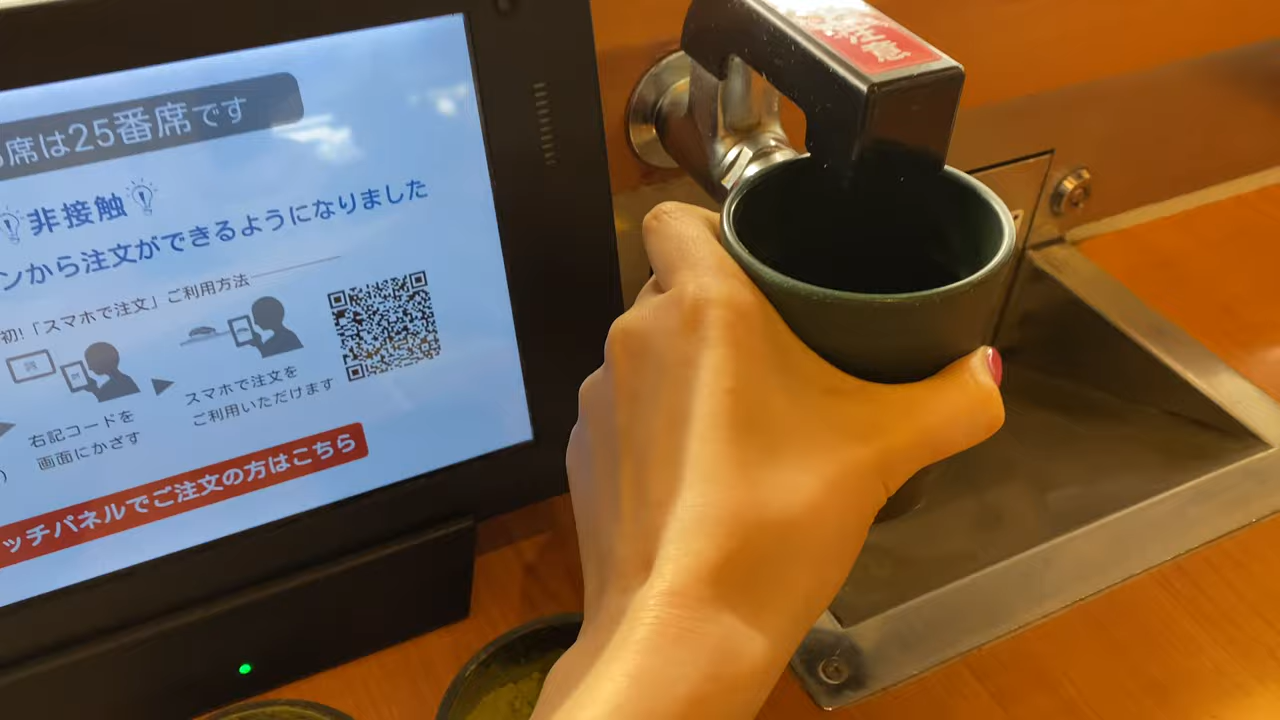 席は25番席です
非接触
ンから注文ができるようになりました
初!「スマホで注文」ご利用方法
右記コードを
画面にかざす
スマホで注文を
ご利用いただけます
ッチパネルでご注文の方はこちら
注意